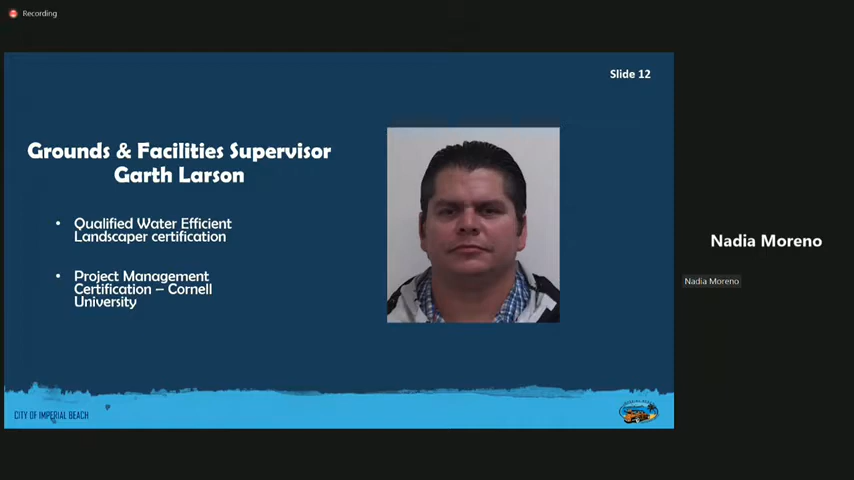 Recording
Slide 12
Grounds & Facilities Supervisor
Garth Larson
• Qualified Water Efficient
Landscaper certification
• Project Management
Certification – Cornell
University
Nadia Moreno
Nadia Moreno
CITY OF IMPERIAL BEACH